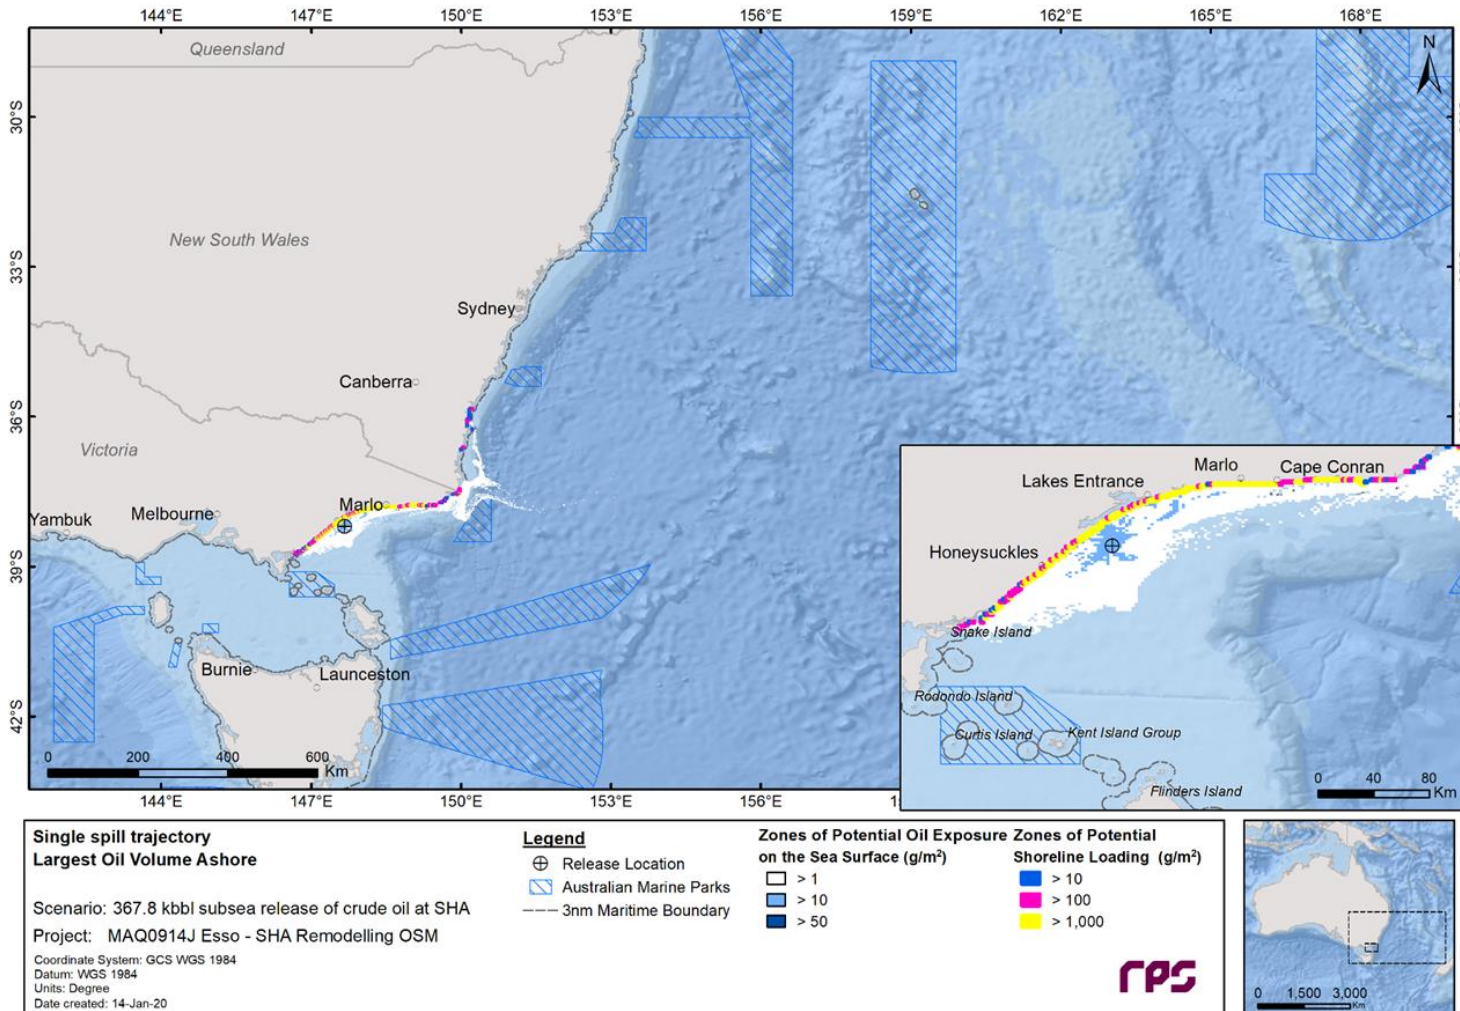 144°E 147°E 150°E 153°E 156°E 159°E 162°E 165°E 168°E
Queensland
N
30°S
New South Wales
33°S
Sydney
Canberra
36°S
Victoria
Marlo
Melbourne
Yambuk
39°S
Burnie
Launceston
42°S
0 200 400 600
Km
144°E 147°E 150°E 153°E 156°E
Marlo
Cape Conran
Lakes Entrance
Honeysuckles
Snake Island
Rodondo Island
Curtis Island
Kent Island Group
Flinders Island
0 40 80
Km
Single spill trajectory
Largest Oil Volume Ashore
Scenario: 367.8 kbbl subsea release of crude oil at SHA
Project: MAQ0914J Esso - SHA Remodelling OSM
Coordinate System: GCS WGS 1984
Datum: WGS 1984
Units: Degree
Date created: 14-Jan-20
Legend
Release Location
Australian Marine Parks
3nm Maritime Boundary
Zones of Potential Oil Exposure
on the Sea Surface (g/m²)
> 1
> 10
> 50
Zones of Potential
Shoreline Loading (g/m²)
> 10
> 100
> 1,000
rps
0 1,500 3,000
Km